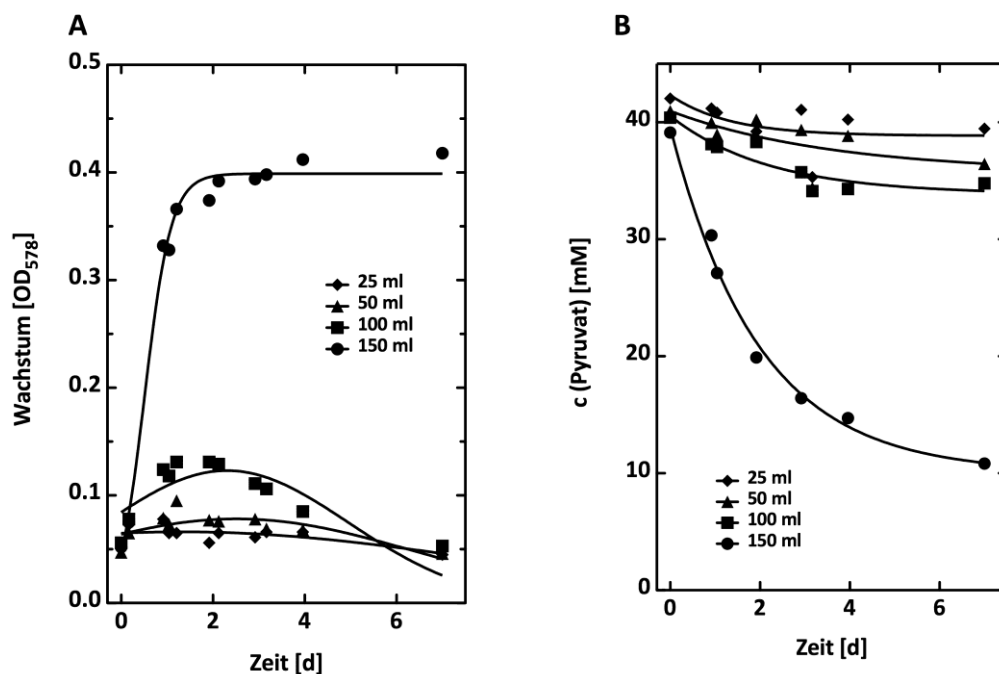 A
Wachstum [OD578]
0.5
0.4
0.3
0.2
0.1
0.0
25 ml
50 ml
100 ml
150 ml
0 2 4 6
Zeit [d]
B
c (Pyruvat) [mM]
40
30
20
10
0
25 ml
50 ml
100 ml
150 ml
0 2 4 6
Zeit [d]